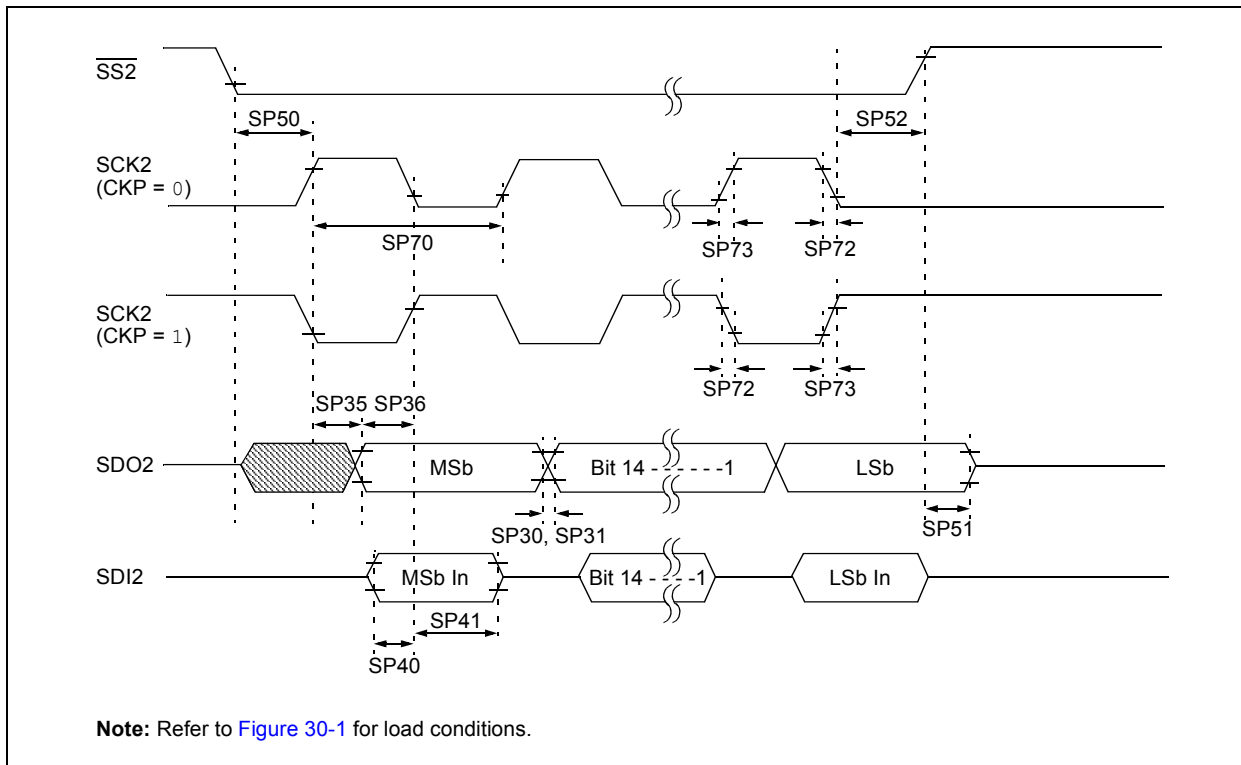 SS2
SP50
SP52
SCK2
(CKP = 0)
SP70
SP73
SP72
SCK2
(CKP = 1)
SP72
SP73
SP35
SP36
SDO2
MSb
Bit 14 - - - - - - -1
LSb
SP30, SP31
SP51
SDI2
MSb In
Bit 14 - - - - -1
LSb In
SP41
SP40
Note: Refer to Figure 30-1 for load conditions.